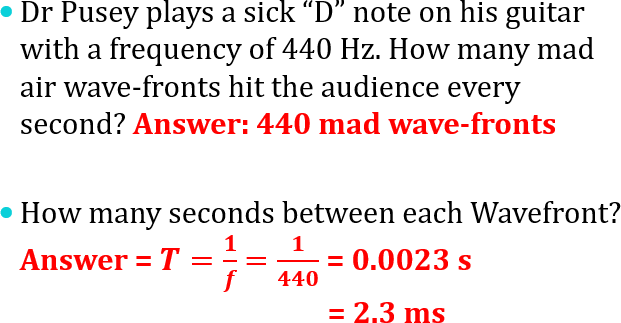 • Dr Pusey plays a sick “D” note on his guitar
with a frequency of 440 Hz. How many mad
air wave-fronts hit the audience every
second? Answer: 440 mad wave-fronts
• How many seconds between each Wavefront?
Answer = T = 1/f = 1/440 = 0.0023 s
= 2.3 ms